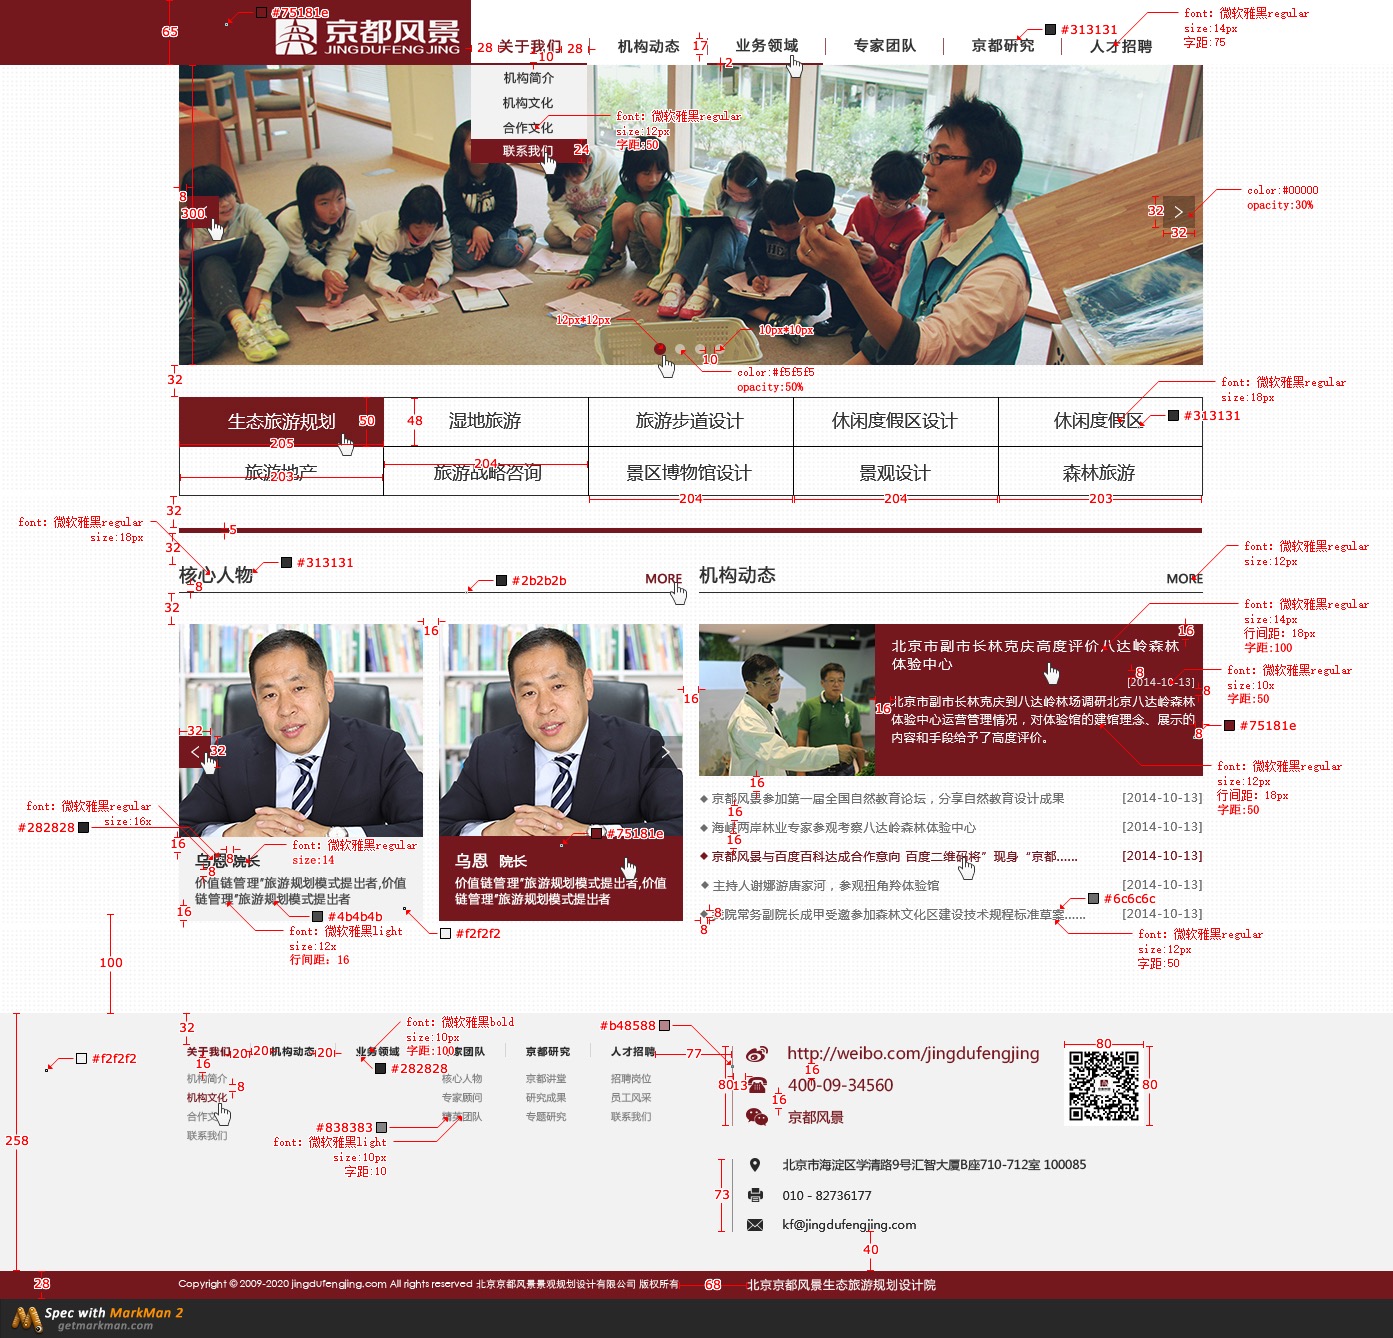 #75181e
65
京都风景
JINGDUFENGJING
28
关于我们
28
10
机构动态
17
业务领域
2
专家团队
京都研究
#313131
人才招聘
font: 微软雅黑regular
size:14px
字距:75
机构简介
机构文化
合作文化
联系我们
24
font: 微软雅黑regular
size:12px
字距:50
8
300
32
32
color:#00000
opacity:30%
12px*12px
10px*10px
10
color:#f5f5f5
opacity:50%
32
生态旅游规划
50
205
48
湿地旅游
旅游步道设计
休闲度假区设计
休闲度假区
font: 微软雅黑regular
size:18px
#313131
旅游地产
203
旅游战略咨询
204
景区博物馆设计
景观设计
森林旅游
204
204
203
32
font: 微软雅黑regular
size:18px
5
32
核心人物
8
#313131
#2b2b2b
MORE
机构动态
MORE
font: 微软雅黑regular
size:12px
32
16
16
font: 微软雅黑regular
size:14px
行间距: 18px
字距:100
北京市副市长林克庆高度评价八达岭森林
体验中心
8
[2014-10-13]
8
font: 微软雅黑regular
size:10x
字距:50
16
16
北京市副市长林克庆到八达岭林场调研北京八达岭森林
体验中心运营管理情况，对体验馆的建馆理念、展示的
内容和手段给予了高度评价。
8
#75181e
32
32
font: 微软雅黑regular
size:12px
行间距: 18px
字距:50
16
京都风景参加第一届全国自然教育论坛，分享自然教育设计成果
[2014-10-13]
16
海峡两岸林业专家参观考察八达岭森林体验中心
[2014-10-13]
16
京都风景与百度百科达成合作意向 百度二维码将”现身“京都......
[2014-10-13]
主持人谢娜游唐家河，参观扭角羚体验馆
[2014-10-13]
院常务副院长成甲受邀参加森林文化区建设技术规程标准草案......
[2014-10-13]
8
8
#6c6c6c
font: 微软雅黑regular
size:12px
字距:50
font: 微软雅黑regular
size:16x
#282828
16
8
8
font: 微软雅黑regular
size:14
#75181e
乌恩 院长
价值链管理”旅游规划模式提出者,价值
链管理”旅游规划模式提出者
16
乌恩 院长
价值链管理”旅游规划模式提出者,价值
链管理”旅游规划模式提出者
#4b4b4b
#f2f2f2
font: 微软雅黑light
size:12x
行间距: 16
100
258
#f2f2f2
32
关于我们
20
20
机构动态
20
业务领域
家团队
京都研究
人才招聘
font: 微软雅黑bold
size:10px
字距:100
#282828
16
8
机构简介
机构文化
合作文
联系我们
核心人物
专家顾问
精英团队
京都讲堂
研究成果
专题研究
招聘岗位
员工风采
联系我们
#838383
font: 微软雅黑light
size:10px
字距:10
#b48588
77
80
13
http://weibo.com/jingdufengjing
16
400-09-34560
16
京都风景
80
80
73
北京市海淀区学清路9号汇智大厦B座710-712室 100085
010 - 82736177
kf@jingdufengjing.com
40
28
Copyright © 2009-2020 jingdufengjing.com All rights reserved 北京京都风景景观规划设计有限公司 版权所有
68
北京京都风景生态旅游规划设计院
Spec with MarkMan 2
getmarkman.com